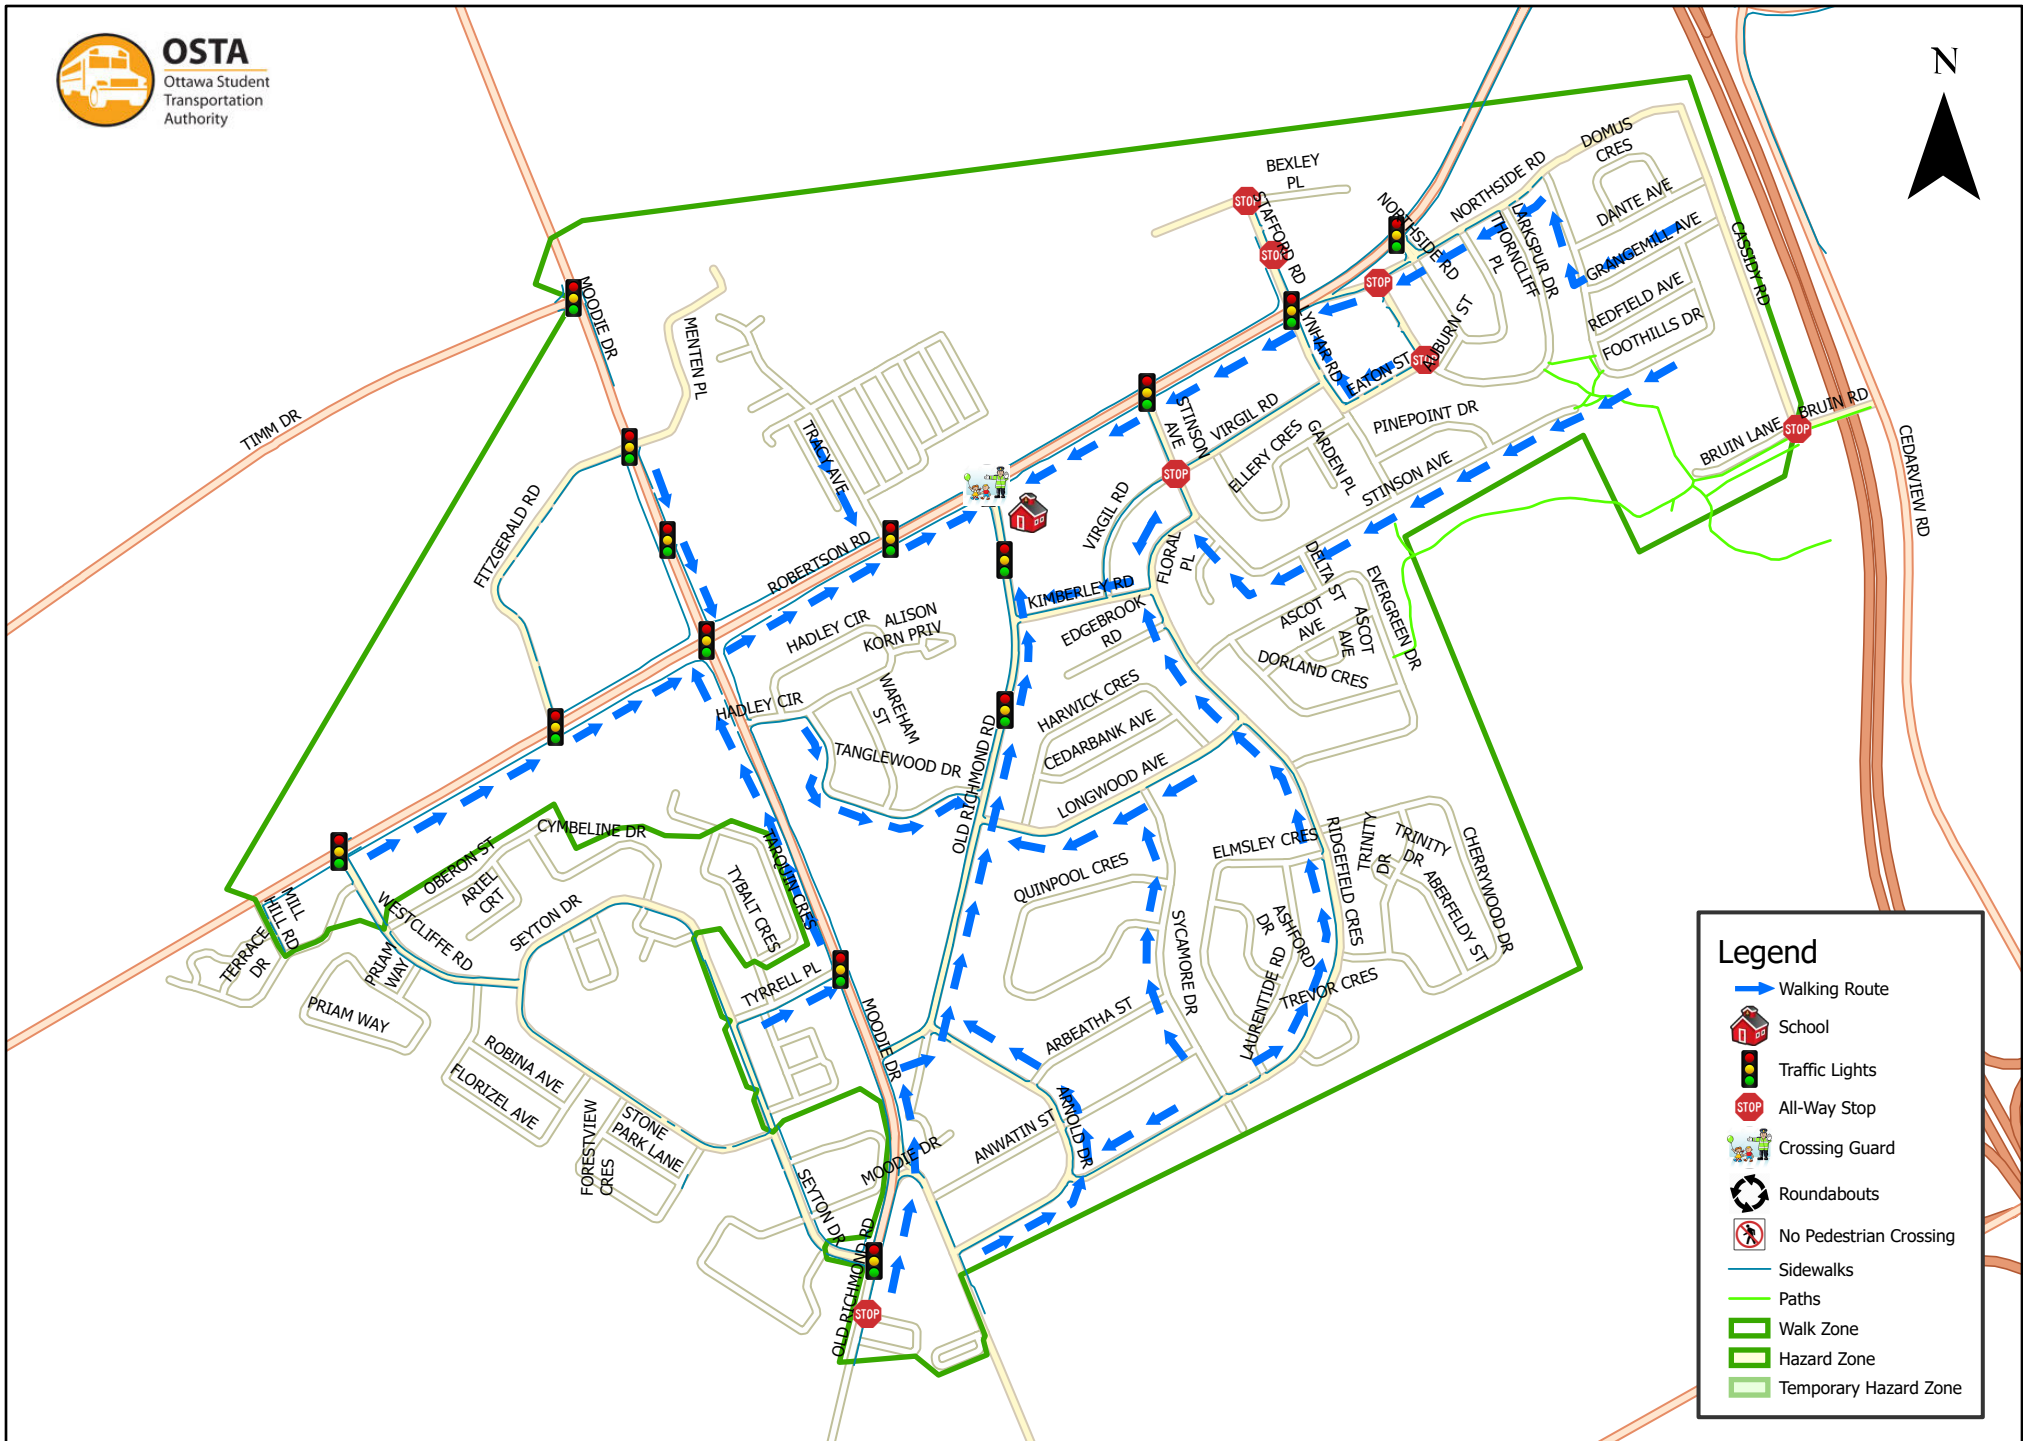 OSTA
Ottawa Student
Transportation
Authority
N
BEXLEY
PL
STOP
STAFFORD RD
STOP
NORTHSIDE RD
NORTHSIDE RD
DOMUS
CRES
DANTE AVE
GRANGEMILL AVE
LARKSPUR DR
THORNCLIFF
PL
CASSIDY RD
REDFIELD AVE
FOOTHILLS DR
STOP
AUBURN ST
STOP
EATON ST
LYNHAR RD
MOODIE DR
MENTEN PL
TIMM DR
TRACY AVE
STINSON
AVE
VIRGIL RD
STOP
ELLERY CRES
GARDEN PL
PINEPOINT DR
STINSON AVE
BRUIN RD
STOP
BRUIN LANE
CEDARVIEW RD
FITZGERALD RD
ROBERTSON RD
VIRGIL RD
FLORAL
PL
KIMBERLEY RD
EDGEBROOK
RD
DELTA ST
ASCOT
AVE
ASCOT
AVE
EVERGREEN DR
DORLAND CRES
HADLEY CIR
ALISON
KORN PRIV
HADLEY CIR
WAREHAM
ST
TANGLEWOOD DR
OLD RICHMOND RD
HARWICK CRES
CEDARBANK AVE
LONGWOOD AVE
CYMBELINE DR
OBERON ST
ARIEL
CRT
SEYTON DR
WESTCLIFFE RD
MILL
HILL RD
TERRACE
DR
PRIAM
WAY
PRIAM WAY
TARQUIN CRES
TYBALT CRES
TYRRELL PL
MOODIE DR
QUINPOOL CRES
ELMSLEY CRES
RIDGEFIELD CRES
TRINITY
DR
TRINITY
DR
CHERRYWOOD DR
ABERFELDY ST
SYCAMORE DR
ASHFORD
DR
LAURENTIDE RD
TREVOR CRES
ARBEATHA ST
ANWATIN ST
ARNOLD DR
ROBINA AVE
FLORIZEL AVE
FORESTVIEW
CRES
STONE
PARK LANE
SEYTON DR
MOODIE DR
OLD RICHMOND RD
STOP
Legend
Walking Route
School
Traffic Lights
STOP
All-Way Stop
Crossing Guard
Roundabouts
No Pedestrian Crossing
Sidewalks
Paths
Walk Zone
Hazard Zone
Temporary Hazard Zone